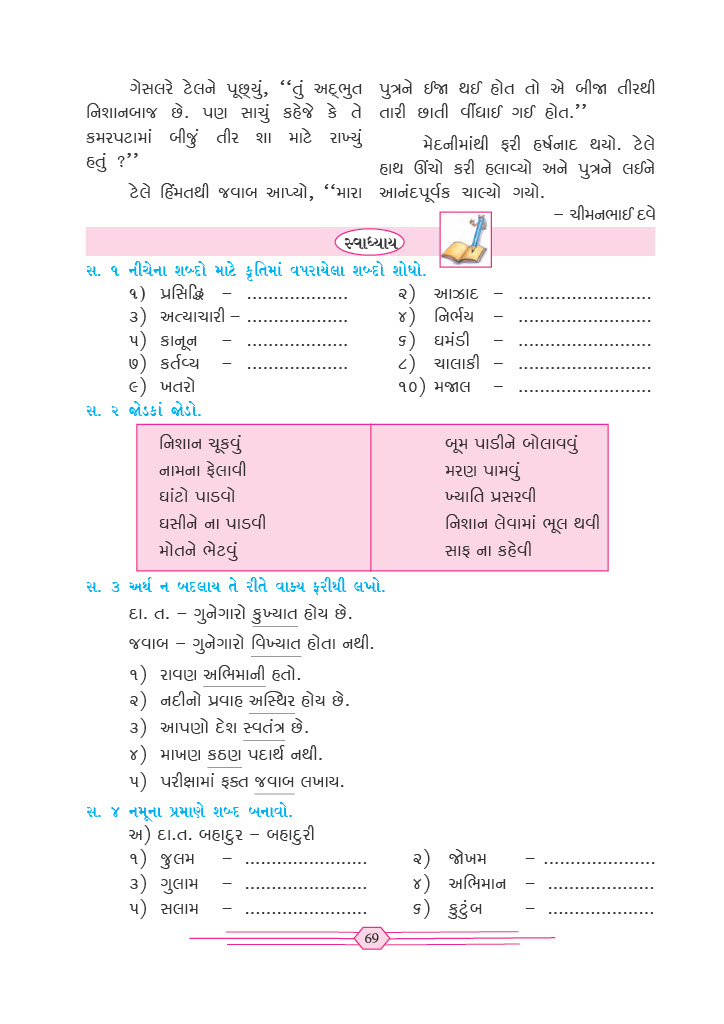 ગેસલરે ટેલને પૂછ્યું, ‘‘તું અદ્ભુત
નિશાનબાજ છે. પણ સાચું કહેજે કે તે
કમરપટામાં બીજું તીર શા માટે રાખ્યું
હતું ?’’
ટેલે હિંમતથી જવાબ આપ્યો, ‘‘મારા
પુત્રને ઈજા થઈ હોત તો એ બીજા તીરથી
તારી છાતી વીંધાઈ ગઈ હોત.’’
મેદનીમાંથી ફરી હર્ષનાદ થયો. ટેલે
હાથ ઊંચો કરી હલાવ્યો અને પુત્રને લઈને
આનંદપૂર્વક ચાલ્યો ગયો.
– ચીમનભાઈ દવે
સ્વાધ્યાય
સ. ૧ નીચેના શબ્દો માટે કૃતિમાં વપરાયેલા શબ્દો શોધો.
૧) પ્રસિદ્ધિ – ................... ૨) આઝાદ – .........................
૩) અત્યાચારી – ................... ૪) નિર્ભય – .........................
૫) કાનૂન – ................... ૬) ઘમંડી – .........................
૭) કર્તવ્ય – ................... ૮) ચાલાકી – .........................
૯) ખતરો ૧૦) મજાલ – .........................
સ. ૨ જોડકાં જોડો.
નિશાન ચૂકવું બૂમ પાડીને બોલાવવું
નામના ફેલાવી મરણ પામવું
ઘાંટો પાડવો ખ્યાતિ પ્રસરવી
ઘસીને ના પાડવી નિશાન લેવામાં ભૂલ થવી
મોતને ભેટવું સાફ ના કહેવી
સ. ૩ અર્થ ન બદલાય તે રીતે વાક્ય ફરીથી લખો.
દા. ત. – ગુનેગારો કુખ્યાત હોય છે.
જવાબ – ગુનેગારો વિખ્યાત હોતા નથી.
૧) રાવણ અભિમાની હતો.
૨) નદીનો પ્રવાહ અસ્થિર હોય છે.
૩) આપણો દેશ સ્વતંત્ર છે.
૪) માખણ કઠણ પદાર્થ નથી.
૫) પરીક્ષામાં ફક્ત જવાબ લખાય.
સ. ૪ નમૂના પ્રમાણે શબ્દ બનાવો.
અ) દા.ત. બહાદુર – બહાદુરી
૧) જુલમ – ....................... ૨) જોખમ – .....................
૩) ગુલામ – ....................... ૪) અભિમાન – ....................
૫) સલામ – ....................... ૬) કુટુંબ – ....................
69